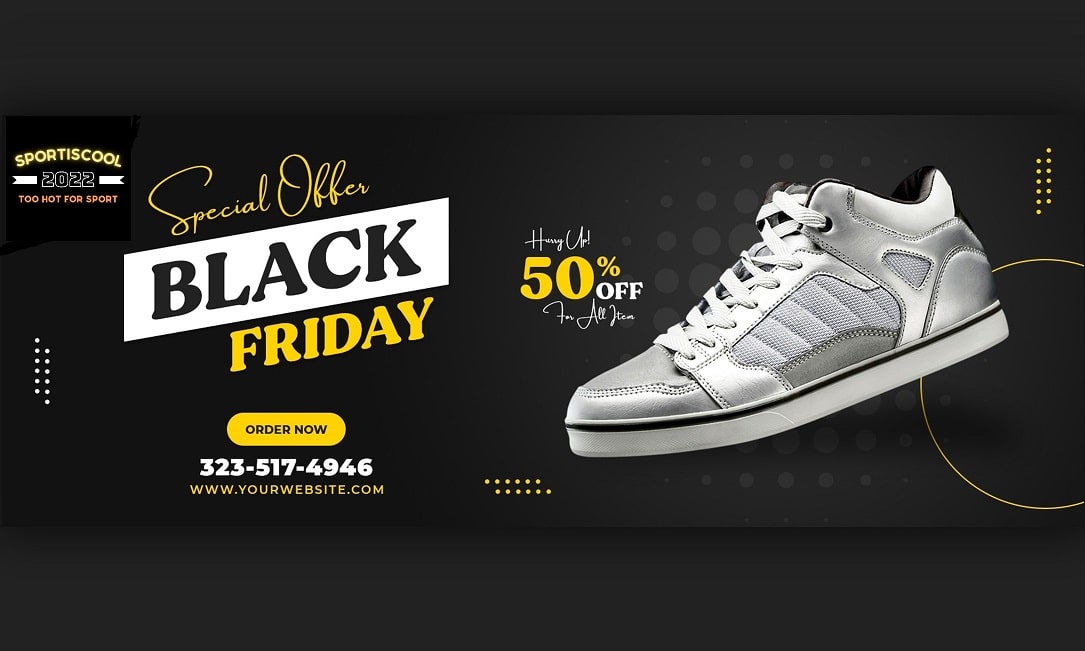 SPORTISCOOL
2022
TOO HOT FOR SPORT
Special Offer
BLACK
FRIDAY
ORDER NOW
323-517-4946
WWW.YOURWEBSITE.COM
Hurry Up!
50%
OFF
For All Item